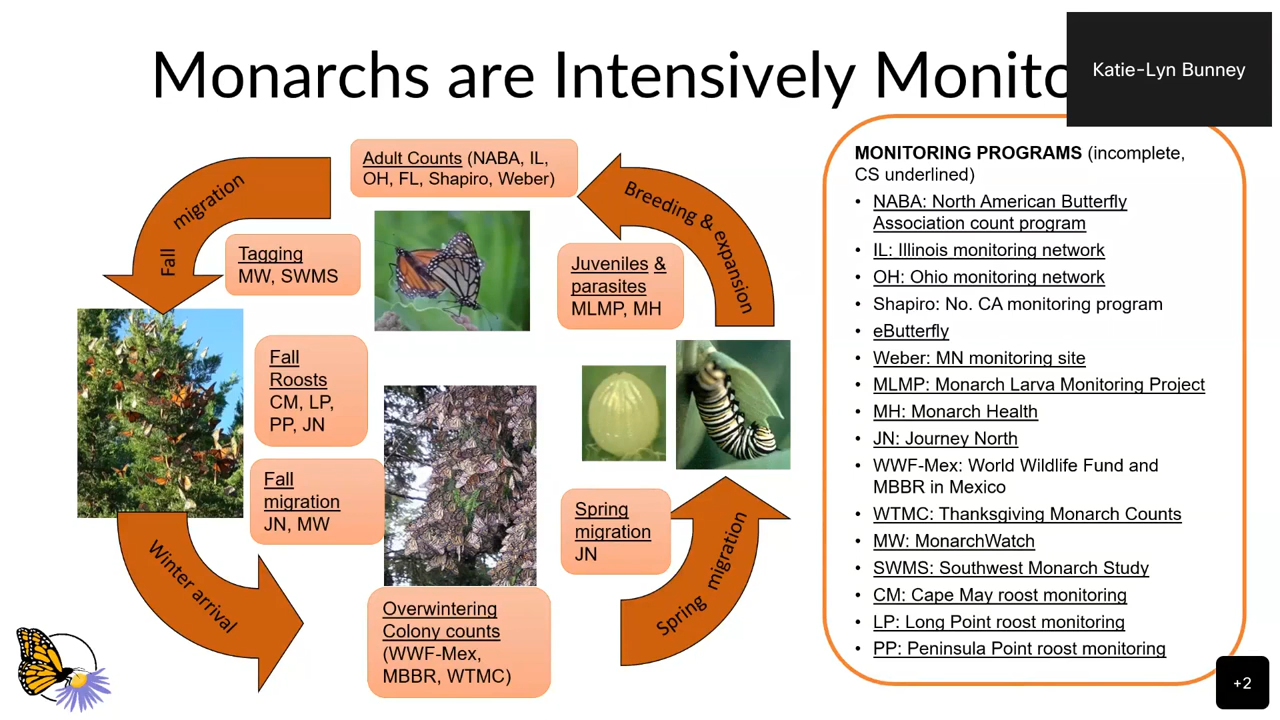 Monarchs are Intensively Monito
Katie-Lyn Bunney
Adult Counts (NABA, IL,
OH, FL, Shapiro, Weber)
Fall migration
Breeding & expansion
Tagging
MW, SWMS
Juveniles &
parasites
MLMP, MH
Fall
Roosts
CM, LP,
PP, JN
Fall
migration
JN, MW
Spring
migration
JN
Winter arrival
Spring migration
Overwintering
Colony counts
(WWF-Mex,
MBBR, WTMC)
MONITORING PROGRAMS (incomplete,
CS underlined)
• NABA: North American Butterfly
Association count program
• IL: Illinois monitoring network
• OH: Ohio monitoring network
• Shapiro: No. CA monitoring program
• eButterfly
• Weber: MN monitoring site
• MLMP: Monarch Larva Monitoring Project
• MH: Monarch Health
• JN: Journey North
• WWF-Mex: World Wildlife Fund and
MBBR in Mexico
• WTMC: Thanksgiving Monarch Counts
• MW: MonarchWatch
• SWMS: Southwest Monarch Study
• CM: Cape May roost monitoring
• LP: Long Point roost monitoring
• PP: Peninsula Point roost monitoring
+2